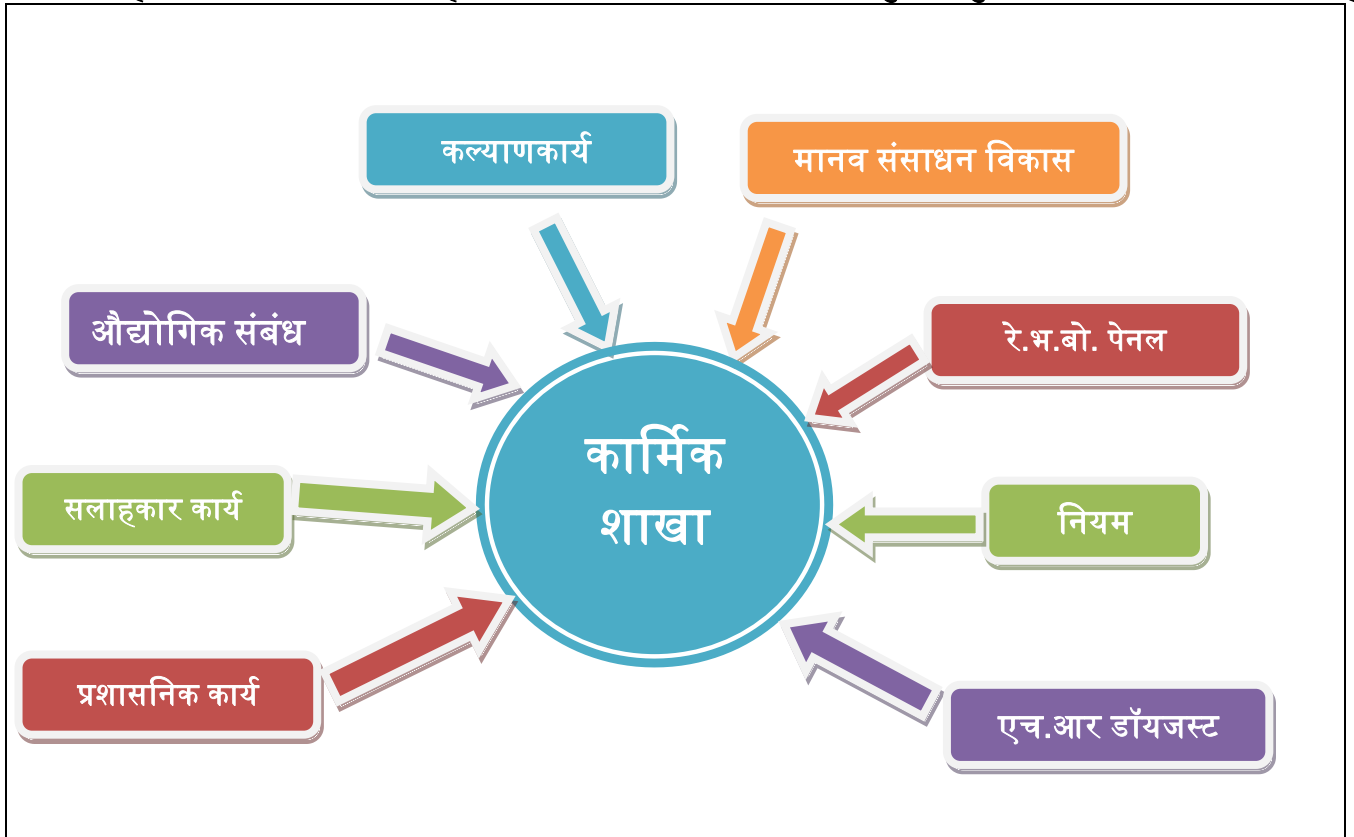 कल्याणकार्य
मानव संसाधन विकास
औद्योगिक संबंध
रे.भ.बो. पेनल
कार्मिक
शाखा
सलाहकार कार्य
नियम
प्रशासनिक कार्य
एच.आर डॉयजस्ट